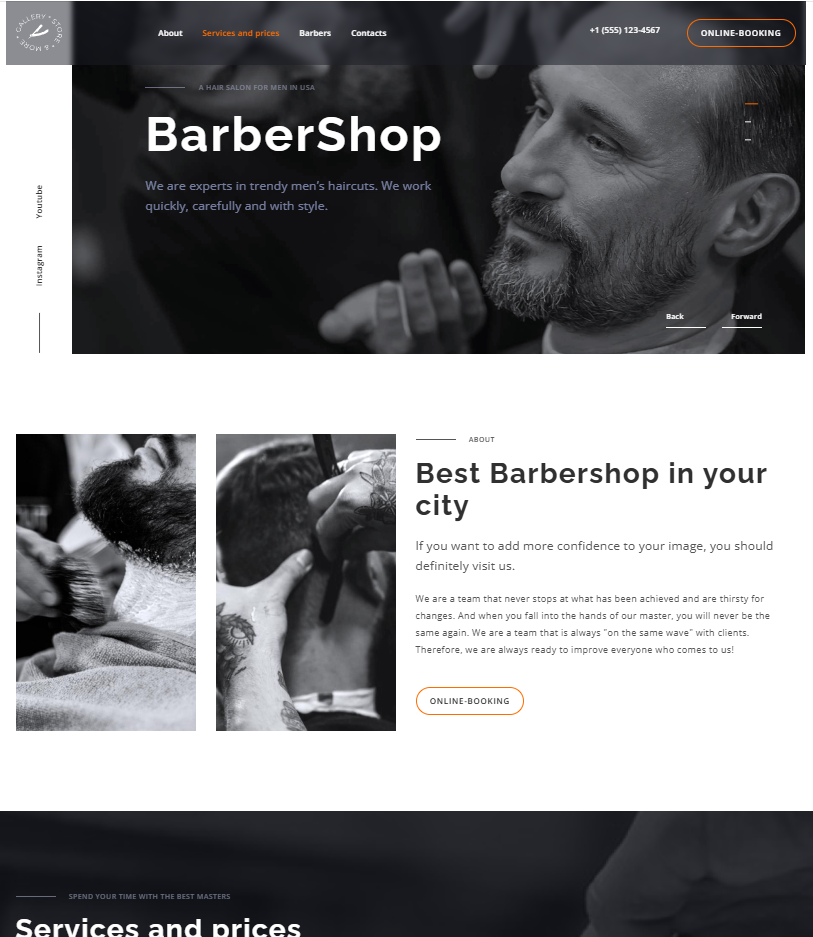 GALLERY • STORE & MORE •
About
Services and prices
Barbers
Contacts
+1 (555) 123-4567
ONLINE-BOOKING
A HAIR SALON FOR MEN IN USA
BarberShop
We are experts in trendy men's haircuts. We work
quickly, carefully and with style.
Youtube
Instagram
Back
Forward
ABOUT
Best Barbershop in your
city
If you want to add more confidence to your image, you should
definitely visit us.
We are a team that never stops at what has been achieved and are thirsty for
changes. And when you fall into the hands of our master, you will never be the
same again. We are a team that is always "on the same wave" with clients.
Therefore, we are always ready to improve everyone who comes to us!
ONLINE-BOOKING
SPEND YOUR TIME WITH THE BEST MASTERS
Services and prices